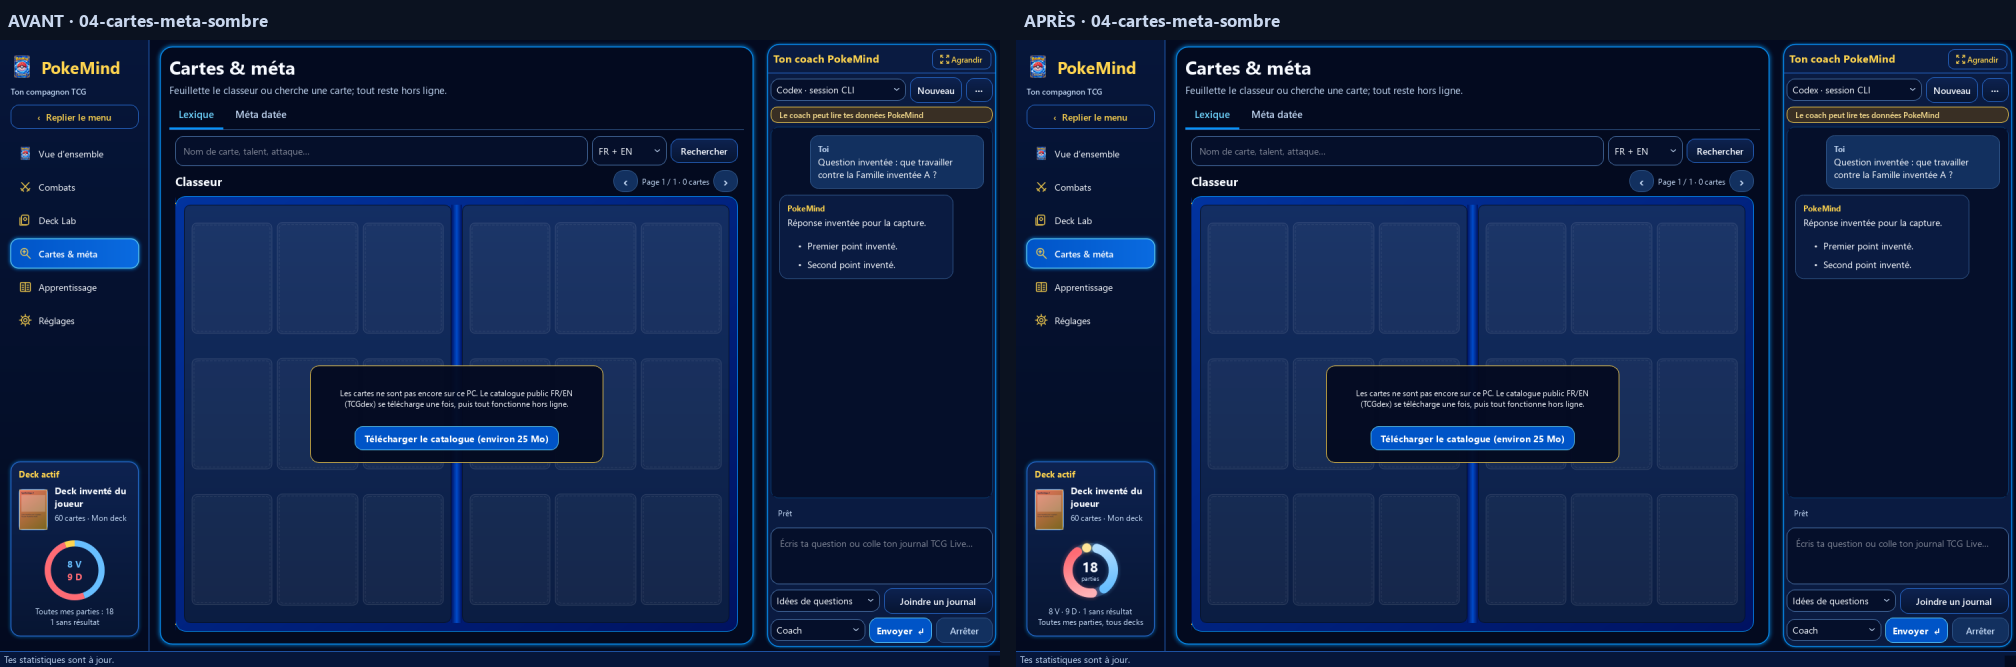 AVANT · 04-cartes-meta-sombre
PokeMind
Ton compagnon TCG
‹ Replier le menu
Vue d'ensemble
Combats
Deck Lab
Cartes & méta
Apprentissage
Réglages
Deck actif
Deck inventé du
joueur
60 cartes · Mon deck
8 V
9 D
Toutes mes parties : 18
1 sans résultat
Cartes & méta
Feuillette le classeur ou cherche une carte; tout reste hors ligne.
Lexique
Méta datée
Nom de carte, talent, attaque...
FR + EN
Rechercher
Classeur
‹ Page 1 / 1 · 0 cartes ›
Les cartes ne sont pas encore sur ce PC. Le catalogue public FR/EN
(TCGdex) se télécharge une fois, puis tout fonctionne hors ligne.
Télécharger le catalogue (environ 25 Mo)
Ton coach PokeMind
Agrandir
Codex · session CLI
Nouveau
...
Le coach peut lire tes données PokeMind
Toi
Question inventée : que travailler
contre la Famille inventée A ?
PokeMind
Réponse inventée pour la capture.
• Premier point inventé.
• Second point inventé.
Prêt
Écris ta question ou colle ton journal TCG Live...
Idées de questions
Joindre un journal
Coach
Envoyer ↲
Arrêter
Tes statistiques sont à jour.
APRÈS · 04-cartes-meta-sombre
PokeMind
Ton compagnon TCG
‹ Replier le menu
Vue d'ensemble
Combats
Deck Lab
Cartes & méta
Apprentissage
Réglages
Deck actif
Deck inventé du
joueur
60 cartes · Mon deck
18
parties
8 V · 9 D · 1 sans résultat
Toutes mes parties, tous decks
Cartes & méta
Feuillette le classeur ou cherche une carte; tout reste hors ligne.
Lexique
Méta datée
Nom de carte, talent, attaque...
FR + EN
Rechercher
Classeur
‹ Page 1 / 1 · 0 cartes ›
Les cartes ne sont pas encore sur ce PC. Le catalogue public FR/EN
(TCGdex) se télécharge une fois, puis tout fonctionne hors ligne.
Télécharger le catalogue (environ 25 Mo)
Ton coach PokeMind
Agrandir
Codex · session CLI
Nouveau
...
Le coach peut lire tes données PokeMind
Toi
Question inventée : que travailler
contre la Famille inventée A ?
PokeMind
Réponse inventée pour la capture.
• Premier point inventé.
• Second point inventé.
Prêt
Écris ta question ou colle ton journal TCG Live...
Idées de questions
Joindre un journal
Coach
Envoyer ↲
Arrêter
Tes statistiques sont à jour.